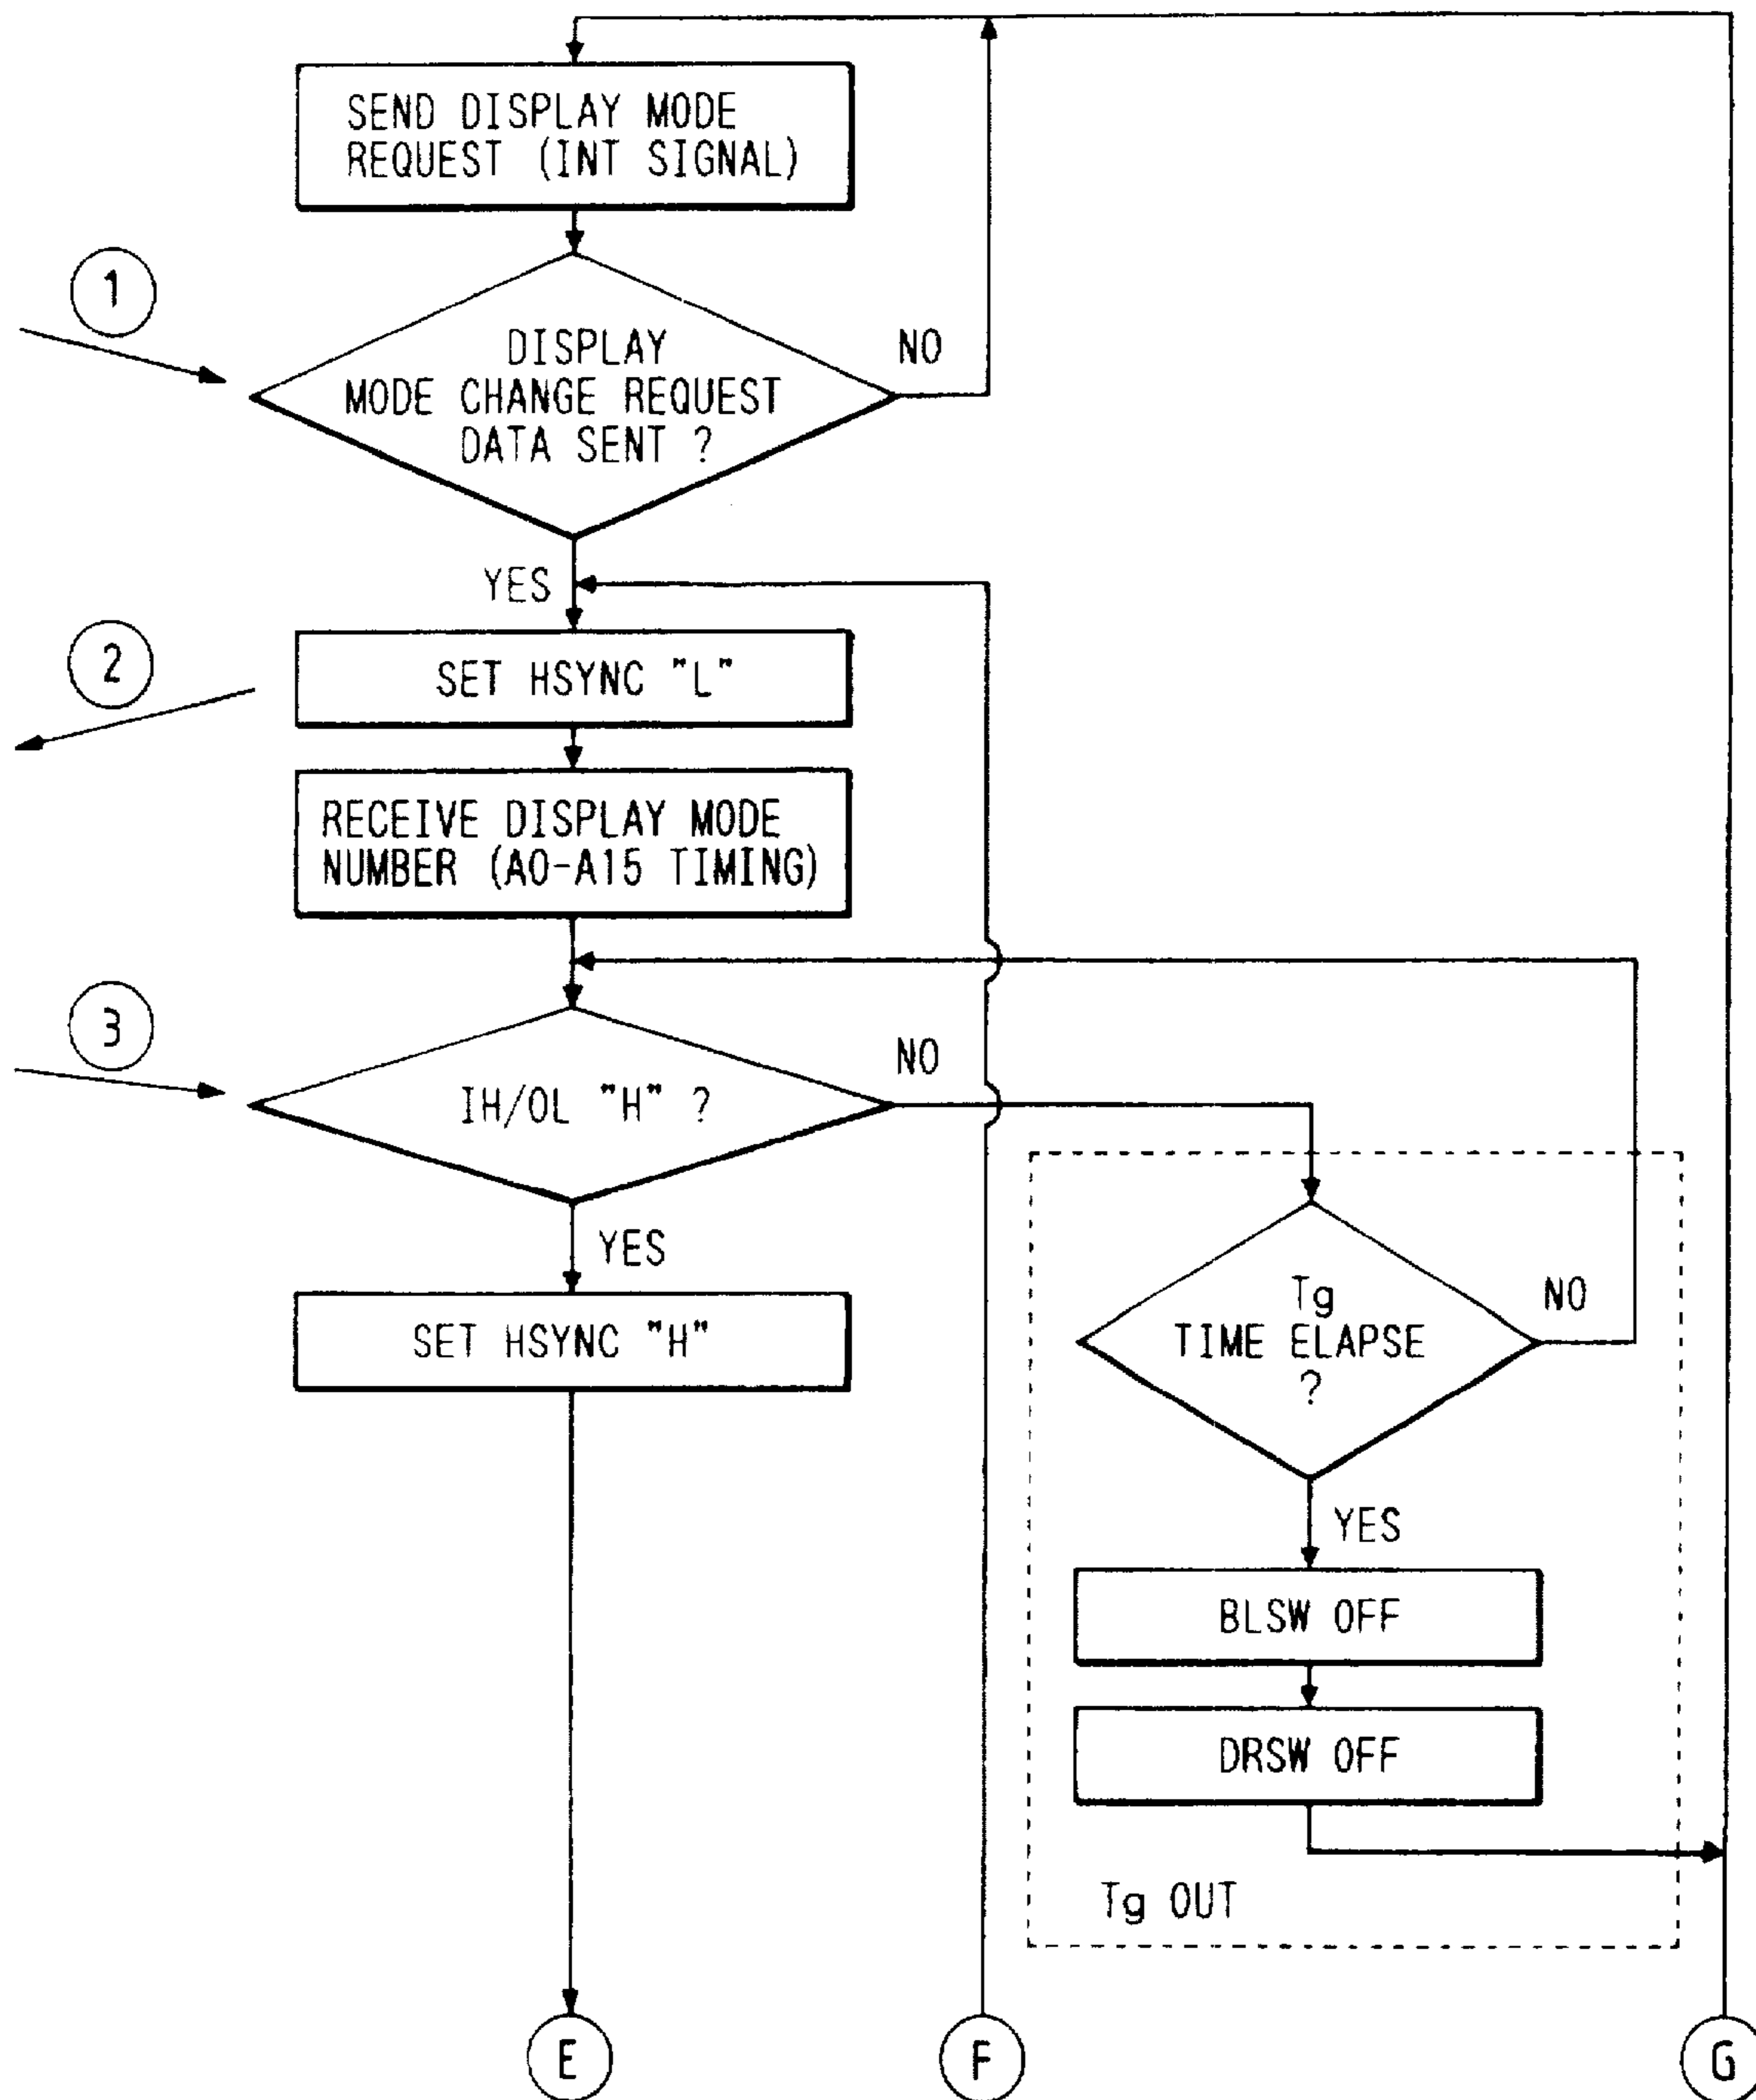 SEND DISPLAY MODE
REQUEST (INT SIGNAL)
1
DISPLAY
MODE CHANGE REQUEST
DATA SENT ?
NO
YES
2
SET HSYNC "L"
RECEIVE DISPLAY MODE
NUMBER (A0-A15 TIMING)
3
IH/OL "H" ?
NO
YES
SET HSYNC "H"
Tg
TIME ELAPSE
?
NO
YES
BLSW OFF
DRSW OFF
Tg OUT
E
F
G